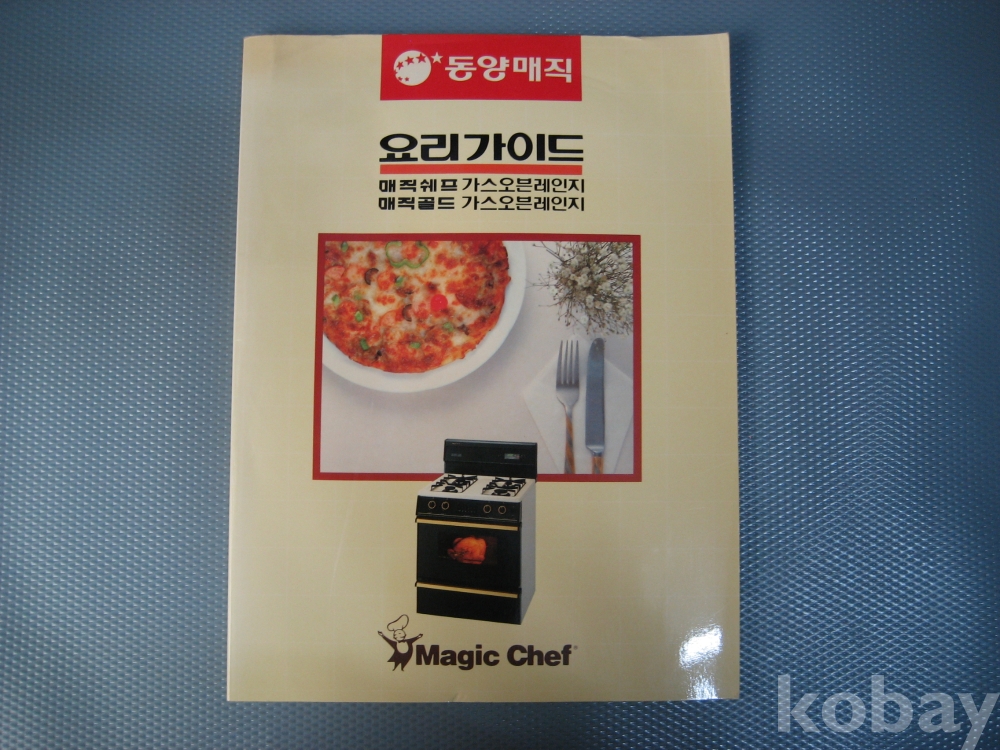 동양매직
요리가이드
매직쉐프 가스오븐레인지
매직골드 가스오븐레인지
Magic Chef®
kobay